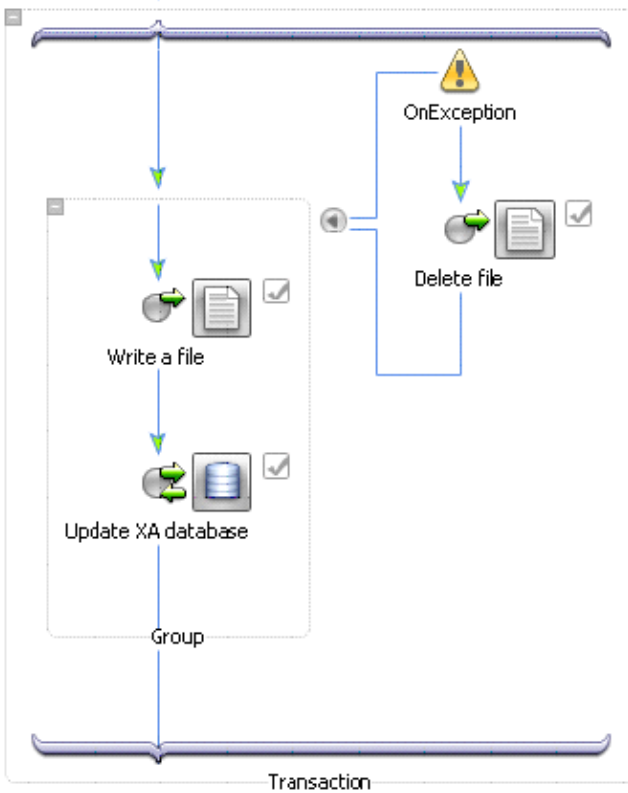 OnException
Delete file
Write a file
Update XA database
Group
Transaction